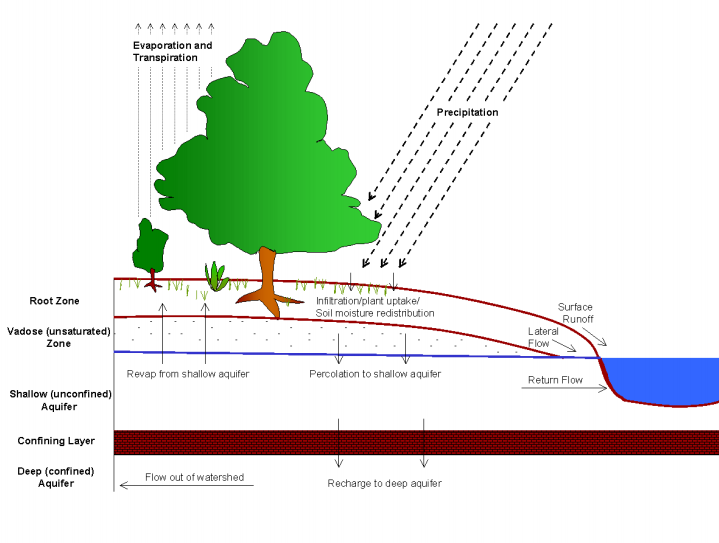 Evaporation and
Transpiration
Precipitation
Root Zone
Infiltration/plant uptake/
Soil moisture redistribution
Surface
Runoff
Vadose (unsaturated)
Zone
Lateral
Flow
Revap from shallow aquifer
Percolation to shallow aquifer
Return Flow
Shallow (unconfined)
Aquifer
Confining Layer
Deep (confined)
Aquifer
Flow out of watershed
Recharge to deep aquifer